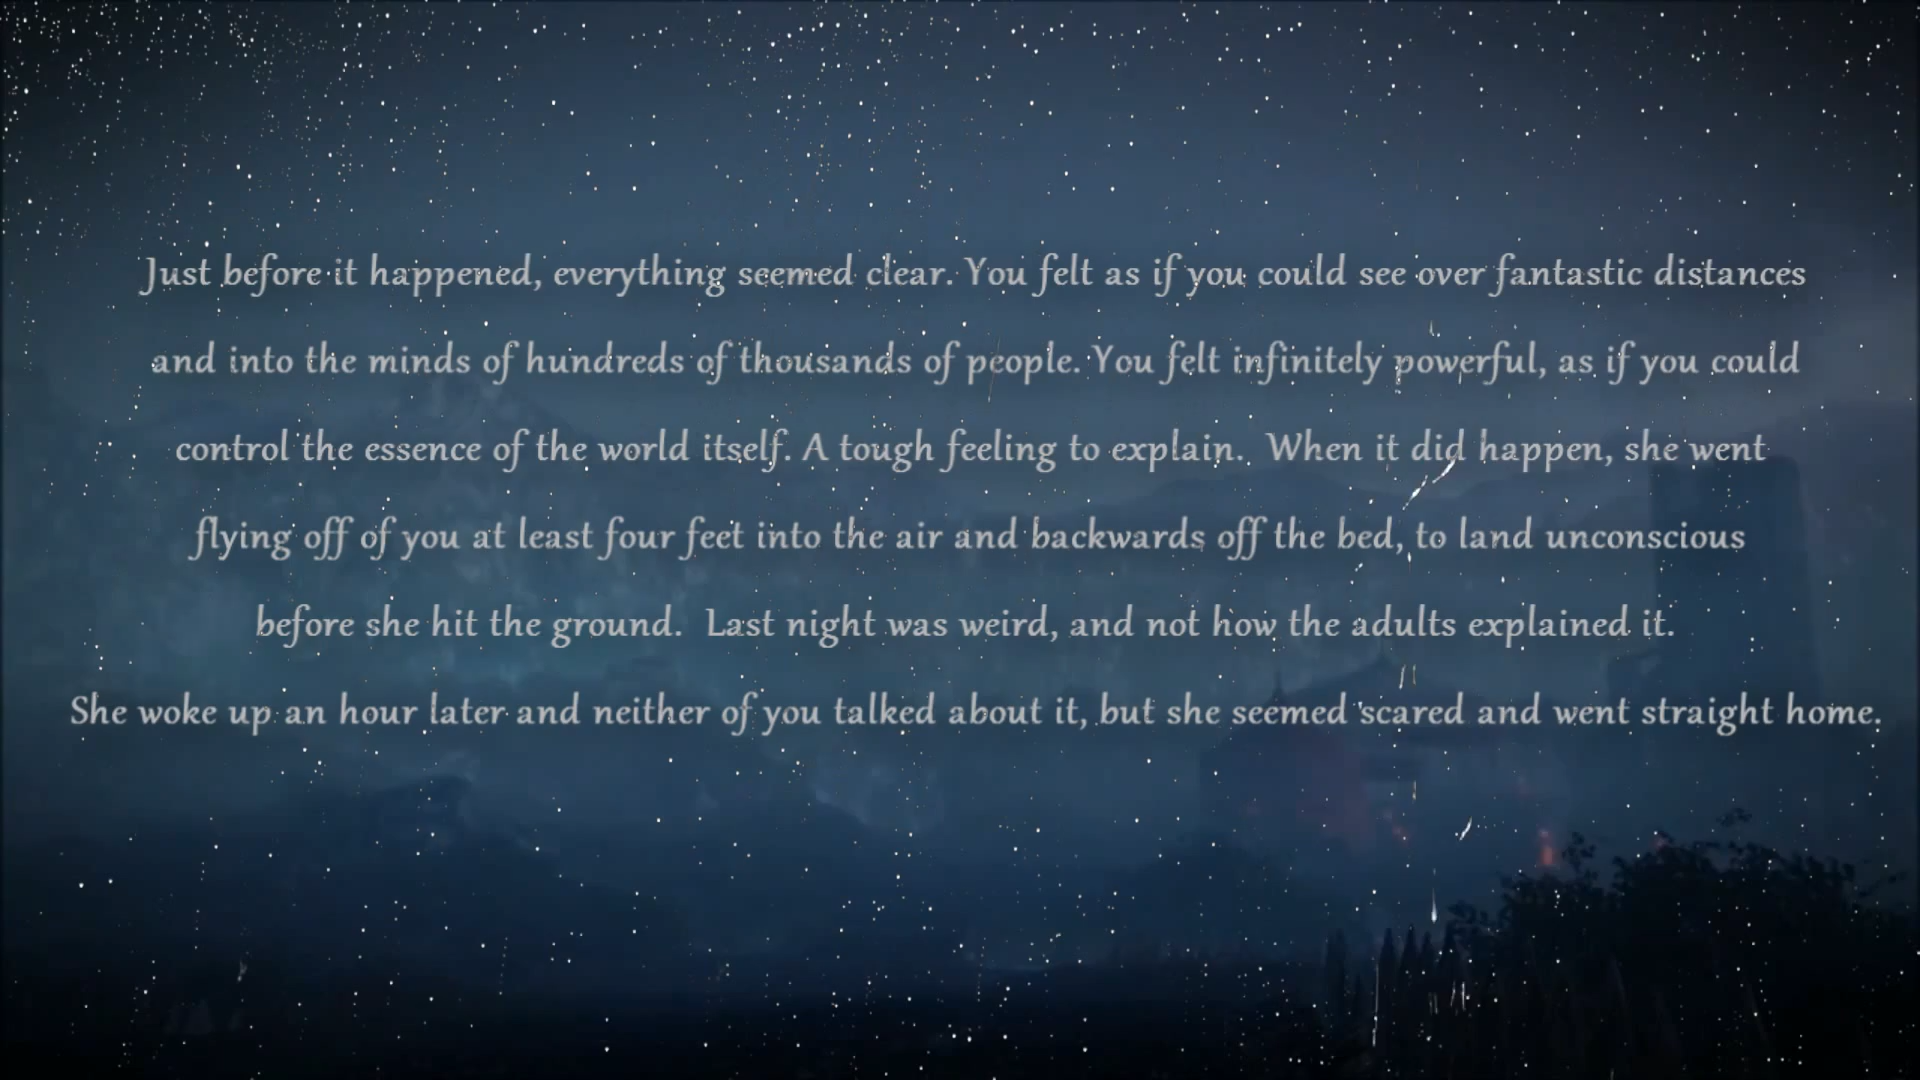 Just before it happened, everything seemed clear. You felt as if you could see over fantastic distances
and into the minds of hundreds of thousands of people. You felt infinitely powerful, as if you could
control the essence of the world itself. A tough feeling to explain.  When it did happen, she went
flying off of you at least four feet into the air and backwards off the bed, to land unconscious
before she hit the ground.  Last night was weird, and not how the adults explained it.
She woke up an hour later and neither of you talked about it, but she seemed scared and went straight home.